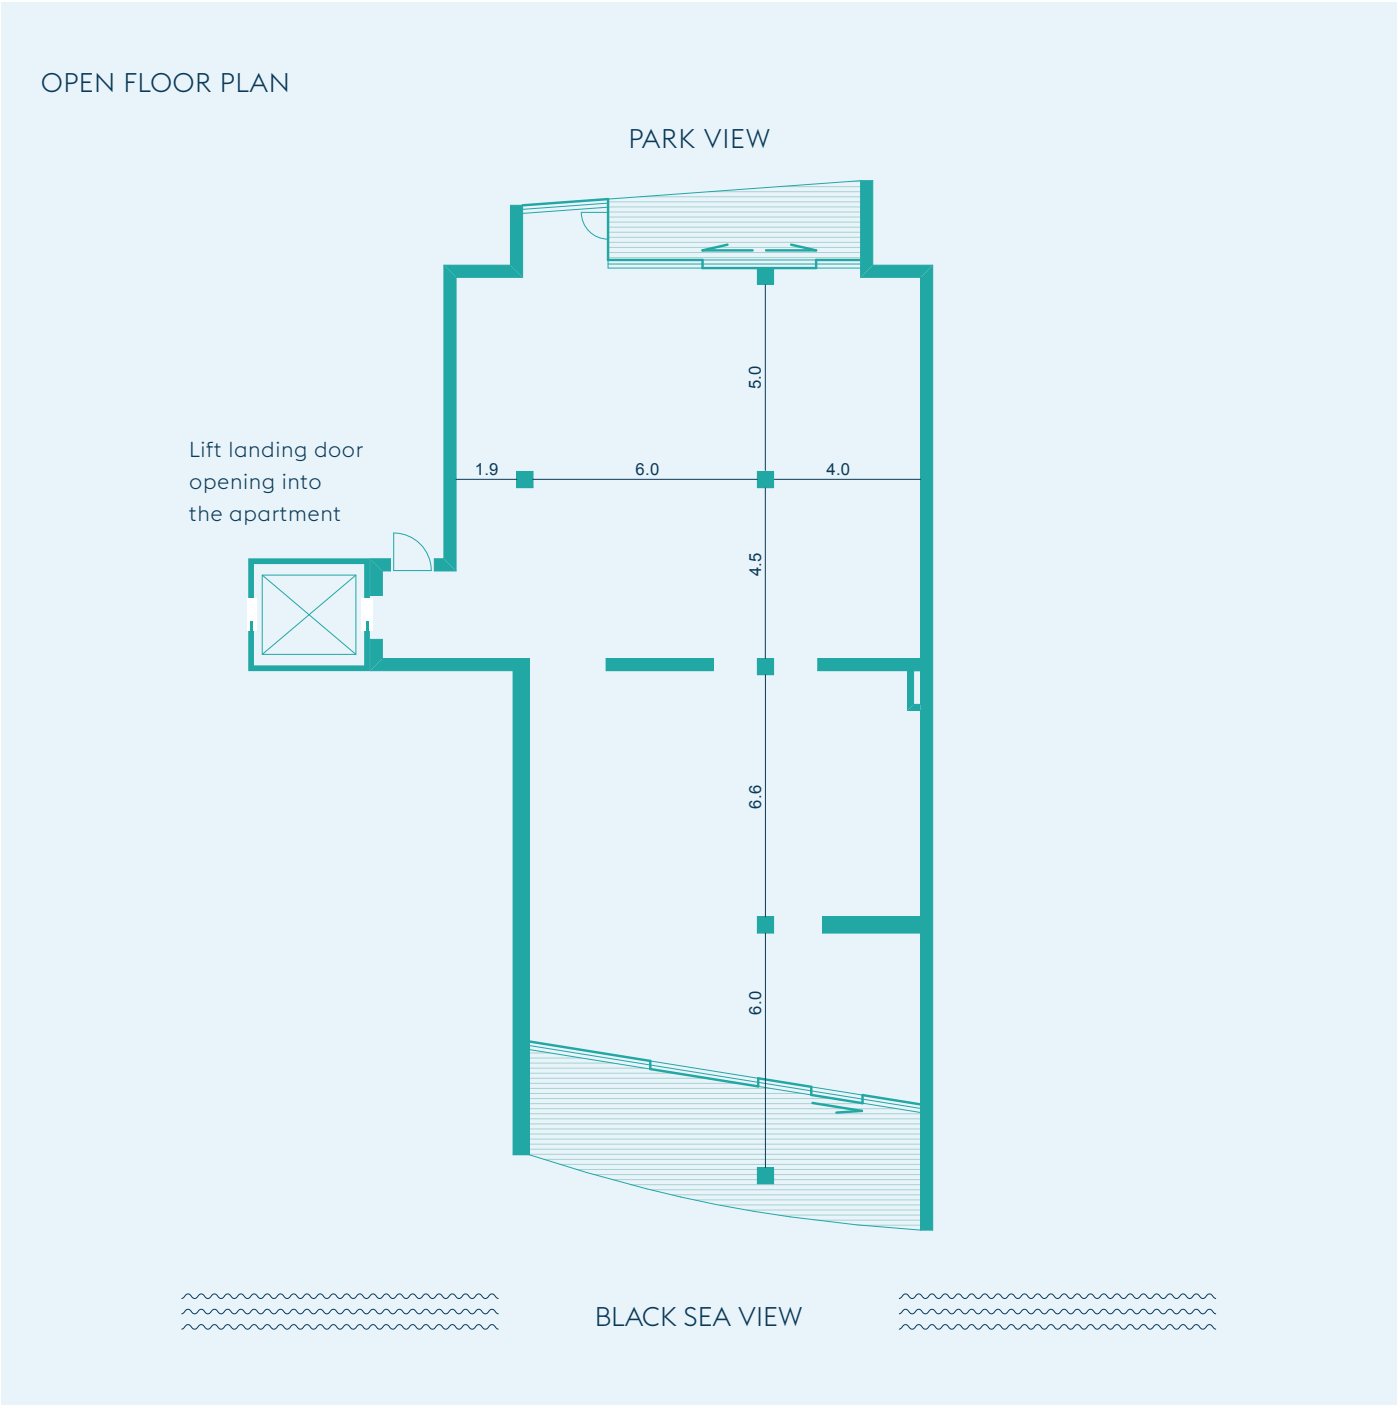 OPEN FLOOR PLAN
PARK VIEW
5.0
Lift landing door
opening into
the apartment
1.9
6.0
4.0
4.5
6.6
6.0
BLACK SEA VIEW